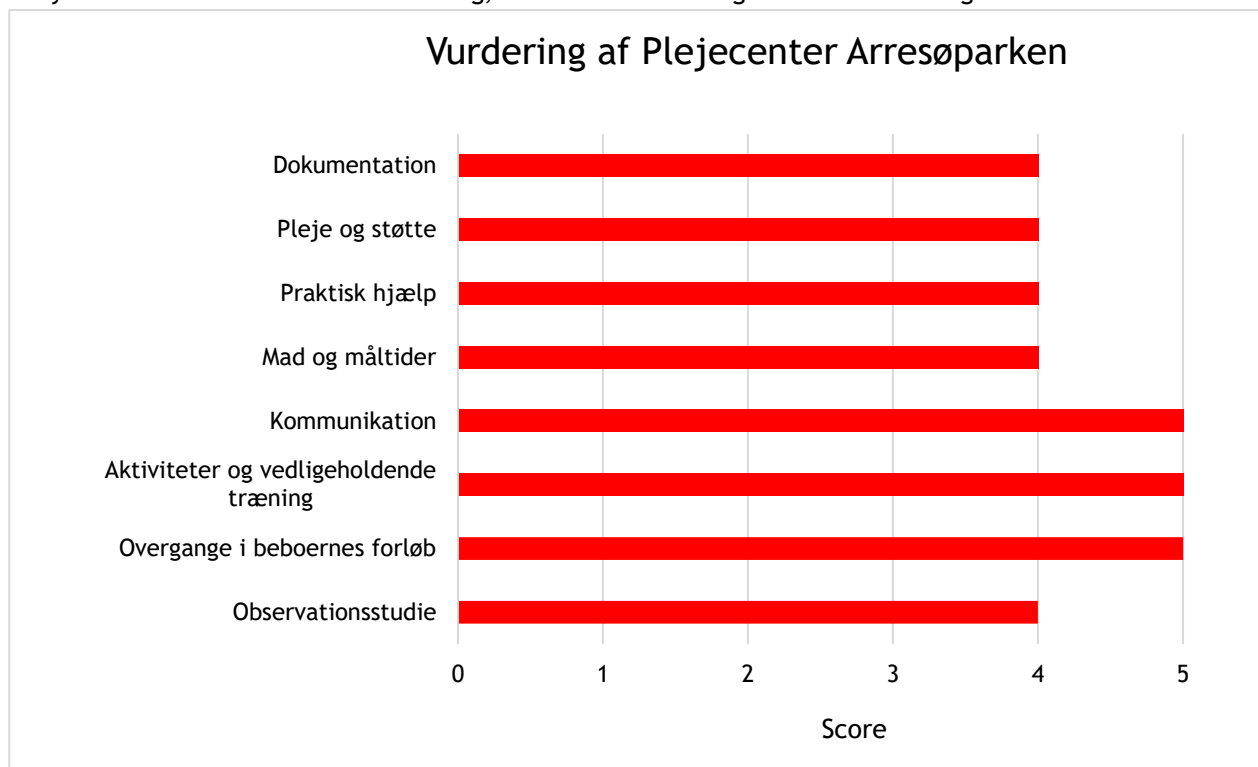 Vurdering af Plejecenter Arresøparken
Dokumentation
Pleje og støtte
Praktisk hjælp
Mad og måltider
Kommunikation
Aktiviteter og vedligeholdende
træning
Overgange i beboernes forløb
Observationsstudie
0 1 2 3 4 5
Score